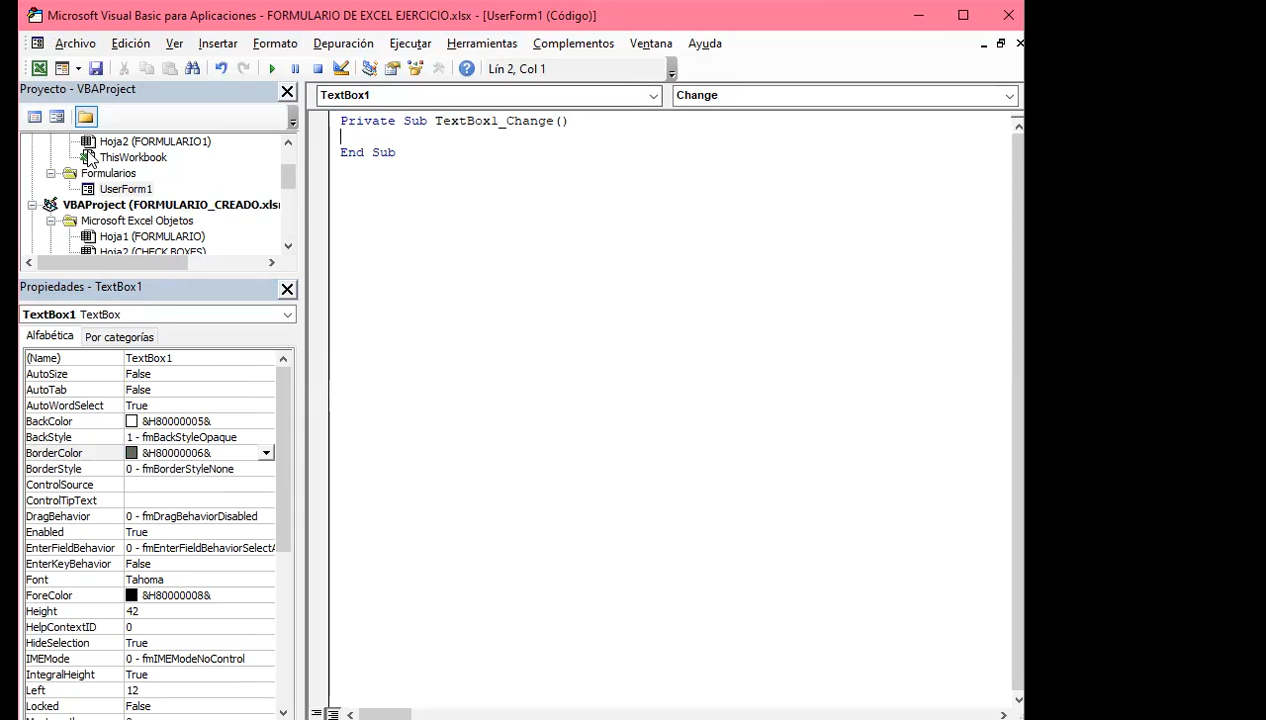 Microsoft Visual Basic para Aplicaciones - FORMULARIO DE EXCEL EJERCICIO.xlsx - [UserForm1 (Código)]
Archivo Edición Ver Insertar Formato Depuración Ejecutar Herramientas Complementos Ventana Ayuda
Lín 2, Col 1
Proyecto - VBAProject
Hoja2 (FORMULARIO1)
ThisWorkbook
Formularios
UserForm1
VBAProject (FORMULARIO_CREADO.xls
Microsoft Excel Objetos
Hoja1 (FORMULARIO)
Hoja2 (CHECK BOXES)
Propiedades - TextBox1
TextBox1 TextBox
Alfabética Por categorías
(Name) TextBox1
AutoSize False
AutoTab False
AutoWordSelect True
BackColor &H80000005&
BackStyle 1 - fmBackStyleOpaque
BorderColor &H80000006&
BorderStyle 0 - fmBorderStyleNone
ControlSource
ControlTipText
DragBehavior 0 - fmDragBehaviorDisabled
Enabled True
EnterFieldBehavior 0 - fmEnterFieldBehaviorSelectA
EnterKeyBehavior False
Font Tahoma
ForeColor &H80000008&
Height 42
HelpContextID 0
HideSelection True
IMEMode 0 - fmIMEModeNoControl
IntegralHeight True
Left 12
Locked False
TextBox1 Change
Private Sub TextBox1_Change()
End Sub